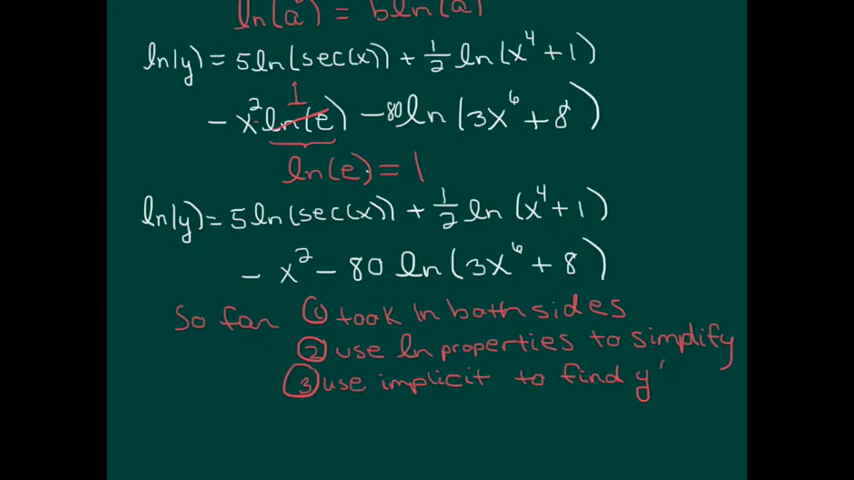 ln(a^b) = b ln(a)
ln(y) = 5ln(sec(x)) + 1/2 ln(x^4 + 1)
1
- x^2 ln(e) - 80 ln(3x^6 + 8)
ln(e) = 1
ln(y) = 5ln(sec(x)) + 1/2 ln(x^4 + 1)
- x^2 - 80 ln(3x^6 + 8)
So far ① took ln both sides
② use ln properties to simplify
③ use implicit to find y'